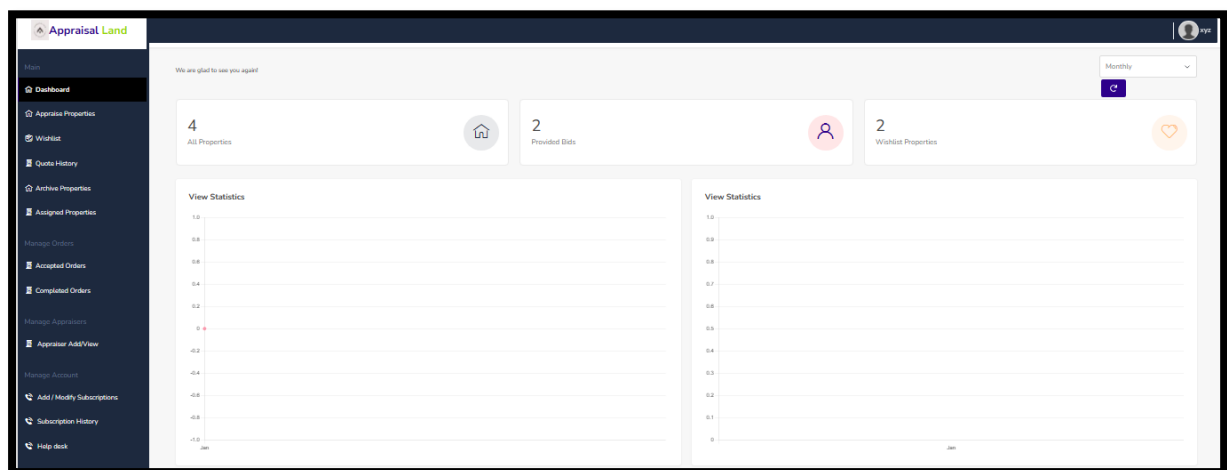 Appraisal Land
xyz
Main
Dashboard
Appraise Properties
Wishlist
Quote History
Archive Properties
Assigned Properties
Manage Orders
Accepted Orders
Completed Orders
Manage Appraisers
Appraiser Add/View
Manage Account
Add / Modify Subscriptions
Subscription History
Help desk
We are glad to see you again!
Monthly
4
All Properties
2
Provided Bids
2
Wishlist Properties
View Statistics
1.0
0.8
0.6
0.4
0.2
0
-0.2
-0.4
-0.6
-0.8
-1.0
Jan
View Statistics
1.0
0.9
0.8
0.7
0.6
0.5
0.4
0.3
0.2
0.1
0
Jan